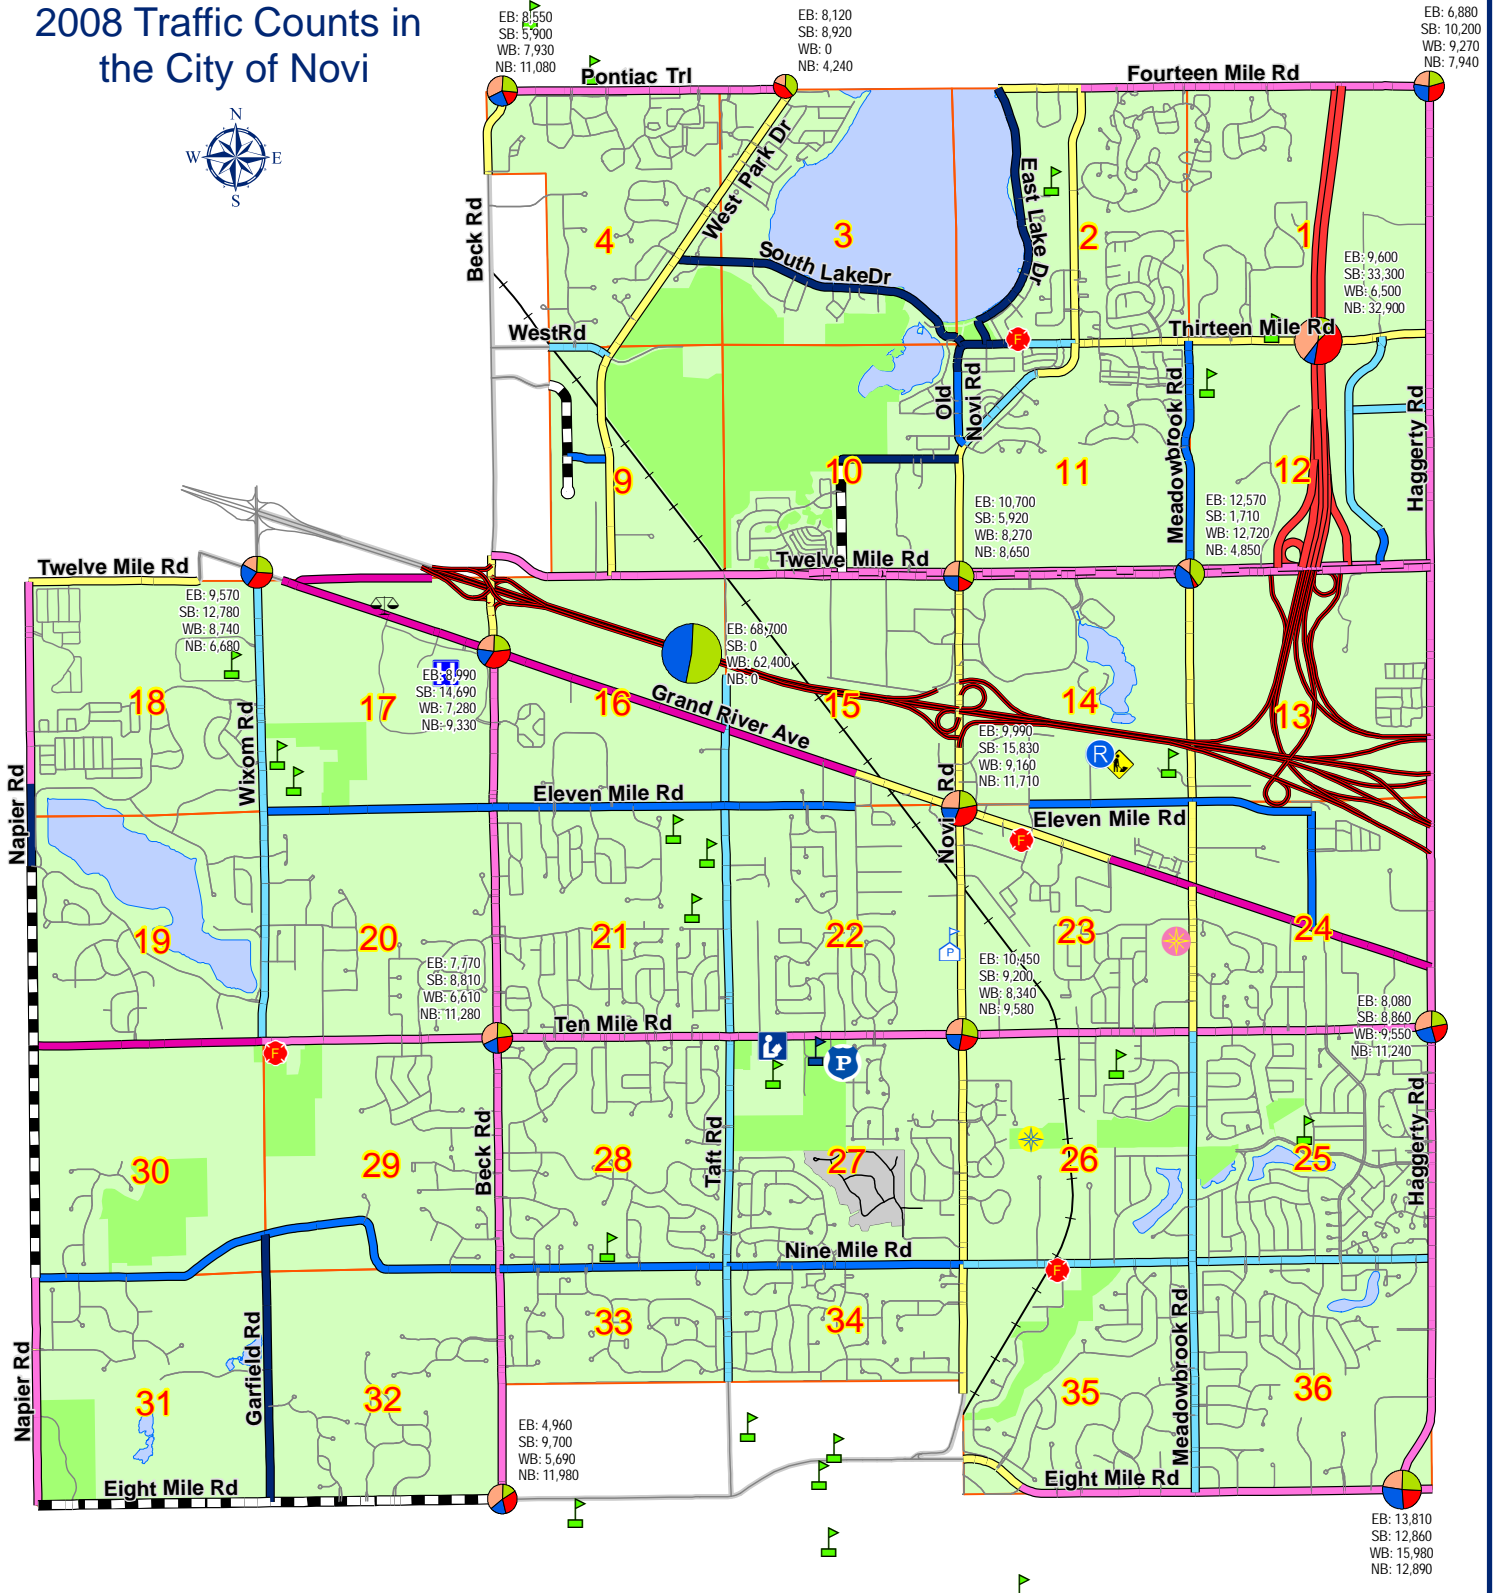 2008 Traffic Counts in
the City of Novi
N
W E
S
EB: 8,550
SB: 5,900
WB: 7,930
NB: 11,080
EB: 8,120
SB: 8,920
WB: 0
NB: 4,240
EB: 6,880
SB: 10,200
WB: 9,270
NB: 7,940
Pontiac Trl
Fourteen Mile Rd
West Park Dr
East Lake Dr
Beck Rd
4
3
2
1
South LakeDr
EB: 9,600
SB: 33,300
WB: 6,500
NB: 32,900
WestRd
Thirteen Mile Rd
F
Old
Novi Rd
Meadowbrook Rd
Haggerty Rd
9
10
11
12
EB: 10,700
SB: 5,920
WB: 8,270
NB: 8,650
EB: 12,570
SB: 1,710
WB: 12,720
NB: 4,850
Twelve Mile Rd
Twelve Mile Rd
EB: 9,570
SB: 12,780
WB: 8,740
NB: 6,680
EB: 68,700
SB: 0
WB: 62,400
NB: 0
H
EB: 8,990
SB: 14,690
WB: 7,280
NB: 9,330
18
17
16
15
14
13
Grand River Ave
Wixom Rd
EB: 9,990
SB: 15,830
WB: 9,160
NB: 11,710
R
Napier Rd
Eleven Mile Rd
Novi Rd
Eleven Mile Rd
F
19
20
21
22
23
24
P
EB: 7,770
SB: 8,810
WB: 6,610
NB: 11,280
EB: 10,450
SB: 9,200
WB: 8,340
NB: 9,580
EB: 8,080
SB: 8,860
WB: 9,550
NB: 11,240
Ten Mile Rd
F
P
Beck Rd
Taft Rd
Haggerty Rd
30
29
28
27
26
25
Nine Mile Rd
F
Napier Rd
Garfield Rd
Meadowbrook Rd
33
34
31
32
35
36
EB: 4,960
SB: 9,700
WB: 5,690
NB: 11,980
Eight Mile Rd
Eight Mile Rd
EB: 13,810
SB: 12,860
WB: 15,980
NB: 12,890